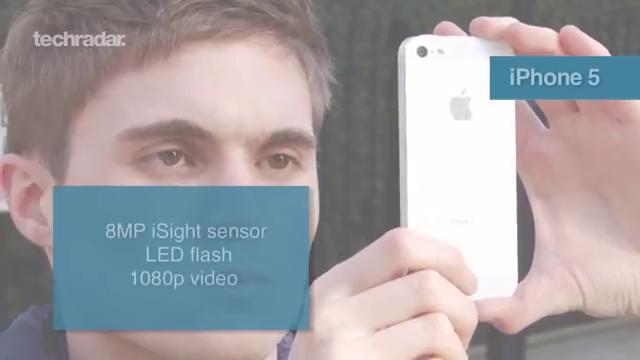 techradar.
iPhone 5
8MP iSight sensor
LED flash
1080p video